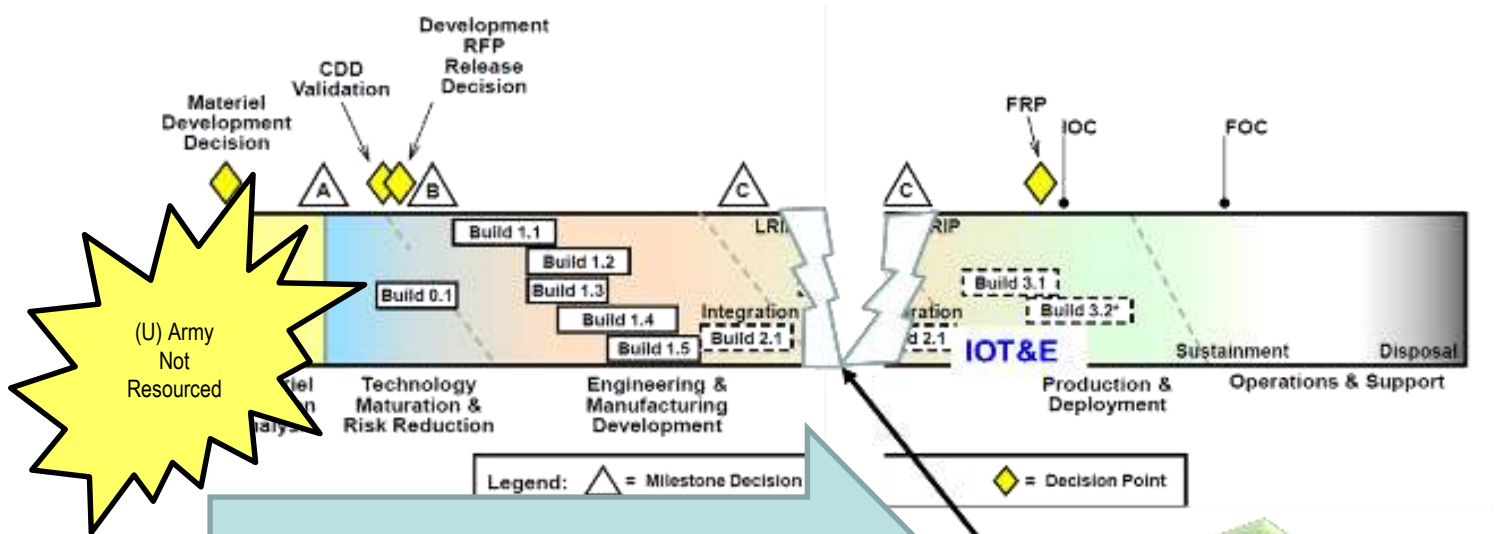 Development
RFP
Release
Decision
CDD
Validation
Materiel
Development
Decision
FRP
IOC
FOC
A
B
C
C
LRI
RIP
Build 1.1
Build 1.2
Build 0.1
Build 1.3
Build 1.4
Build 1.5
Integration
Build 2.1
ration
d 2.1
Build 3.1
Build 3.2*
IOT&E
Sustainment
Disposal
(U) Army
Not
Resourced
riel
on
nalysis
Technology
Maturation &
Risk Reduction
Engineering &
Manufacturing
Development
Production &
Deployment
Operations & Support
Legend:
= Milestone Decision
= Decision Point